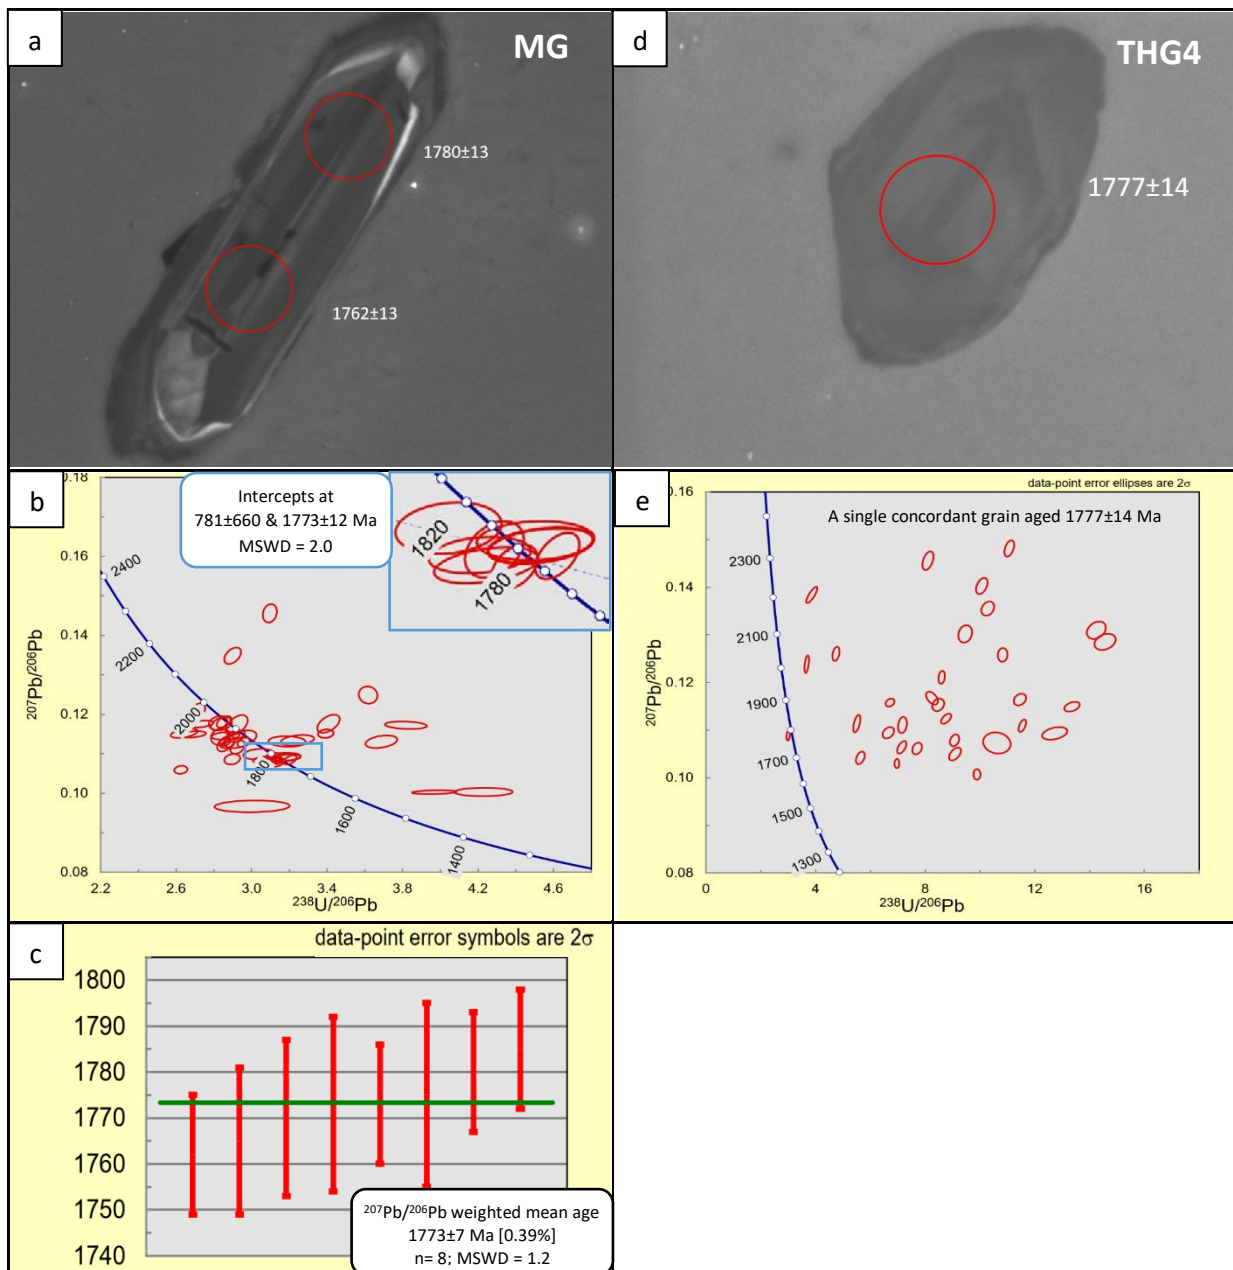 a
MG
1780±13
1762±13
d
THG4
1777±14
b
Intercepts at
781±660 & 1773±12 Ma
MSWD = 2.0
1820
1780
0.18
0.16
0.14
0.12
0.10
0.08
²⁰⁷Pb/²⁰⁶Pb
2400
2200
2000
1800
1600
1400
2.2 2.6 3.0 3.4 3.8 4.2 4.6
²³⁸U/²⁰⁶Pb
e
data-point error ellipses are 2σ
A single concordant grain aged 1777±14 Ma
0.16
0.14
0.12
0.10
0.08
²⁰⁷Pb/²⁰⁶Pb
2300
2100
1900
1700
1500
1300
0 4 8 12 16
²³⁸U/²⁰⁶Pb
c
data-point error symbols are 2σ
1800
1790
1780
1770
1760
1750
1740
²⁰⁷Pb/²⁰⁶Pb weighted mean age
1773±7 Ma [0.39%]
n= 8; MSWD = 1.2